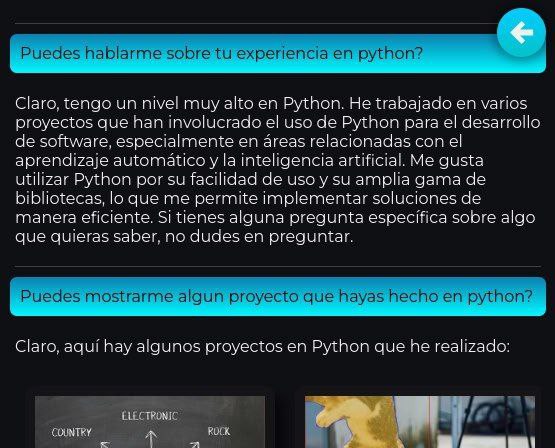 Puedes hablarme sobre tu experiencia en python?
Claro, tengo un nivel muy alto en Python. He trabajado en varios
proyectos que han involucrado el uso de Python para el desarrollo
de software, especialmente en áreas relacionadas con el
aprendizaje automático y la inteligencia artificial. Me gusta
utilizar Python por su facilidad de uso y su amplia gama de
bibliotecas, lo que me permite implementar soluciones de
manera eficiente. Si tienes alguna pregunta específica sobre algo
que quieras saber, no dudes en preguntar.
Puedes mostrarme algun proyecto que hayas hecho en python?
Claro, aquí hay algunos proyectos en Python que he realizado:
ELECTRONIC
COUNTRY
ROCK